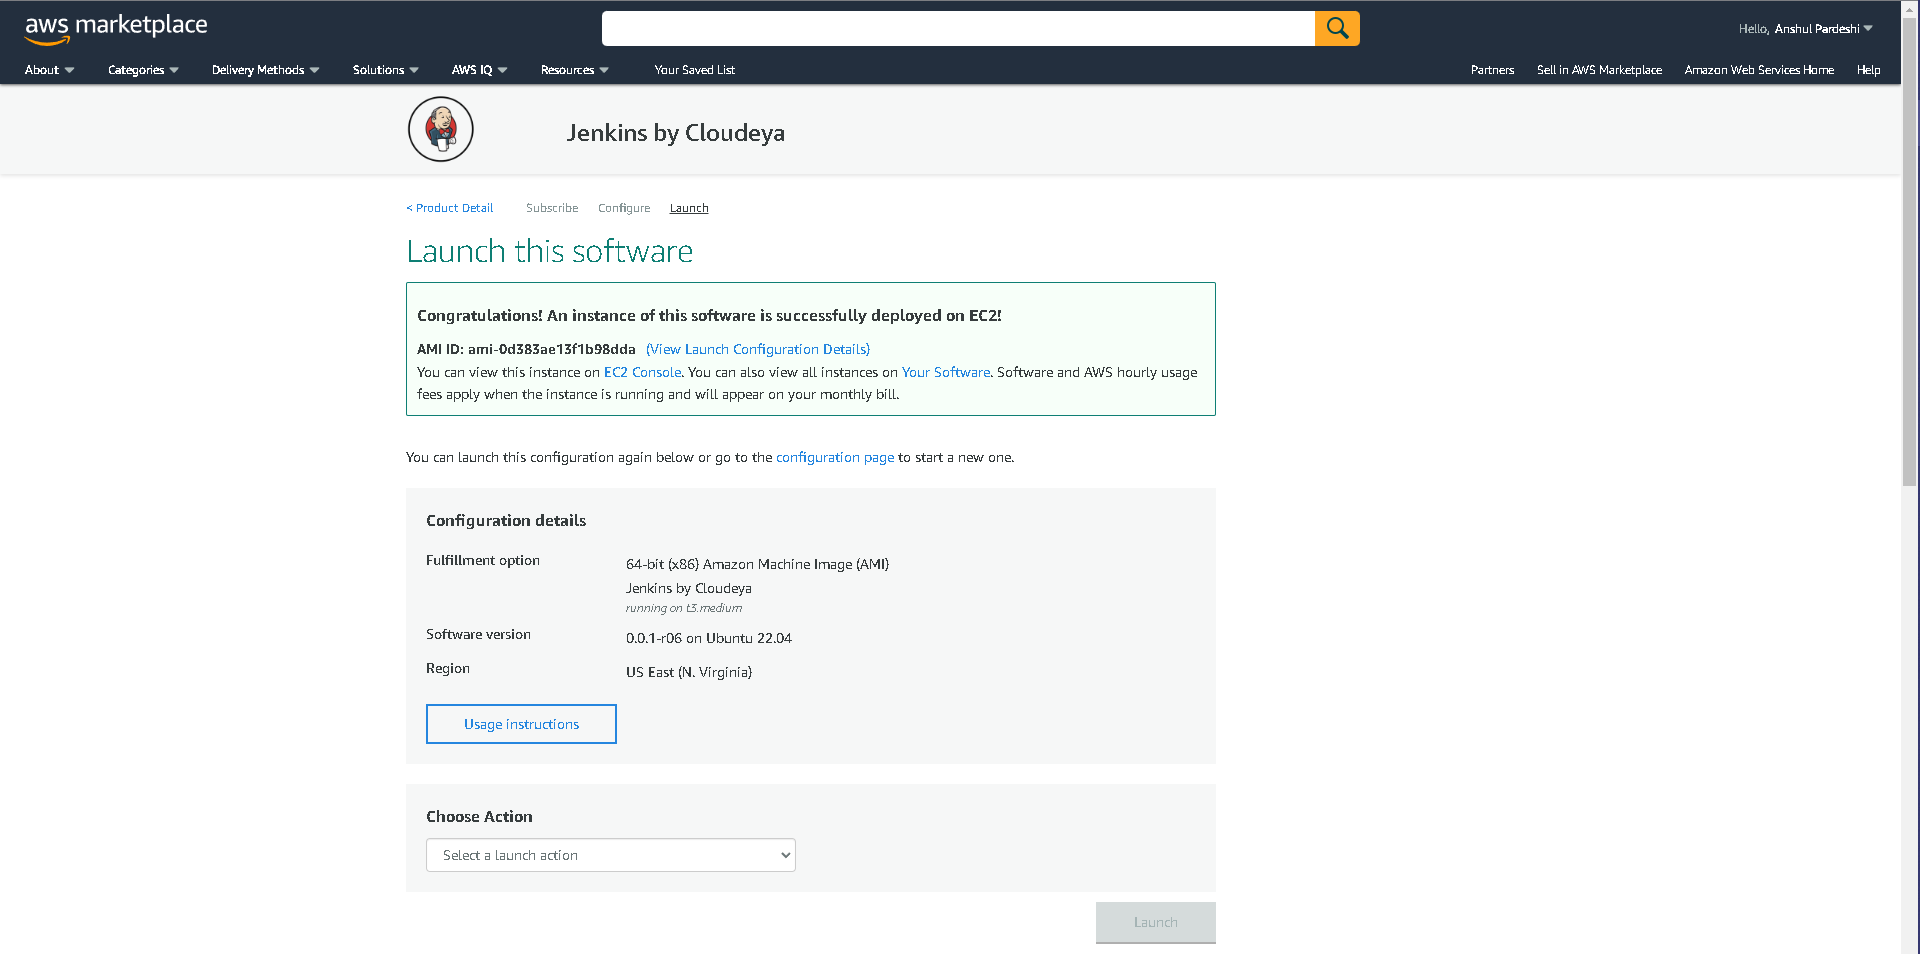 aws marketplace
Hello, Anshul Pardeshi
About Categories Delivery Methods Solutions AWS IQ Resources Your Saved List Partners Sell in AWS Marketplace Amazon Web Services Home Help
Jenkins by Cloudeya
< Product Detail Subscribe Configure Launch
Launch this software
Congratulations! An instance of this software is successfully deployed on EC2!
AMI ID: ami-0d383ae13f1b98dda (View Launch Configuration Details)
You can view this instance on EC2 Console. You can also view all instances on Your Software. Software and AWS hourly usage
fees apply when the instance is running and will appear on your monthly bill.
You can launch this configuration again below or go to the configuration page to start a new one.
Configuration details
Fulfillment option
64-bit (x86) Amazon Machine Image (AMI)
Jenkins by Cloudeya
running on t3.medium
Software version
0.0.1-r06 on Ubuntu 22.04
Region
US East (N. Virginia)
Usage instructions
Choose Action
Select a launch action
Launch